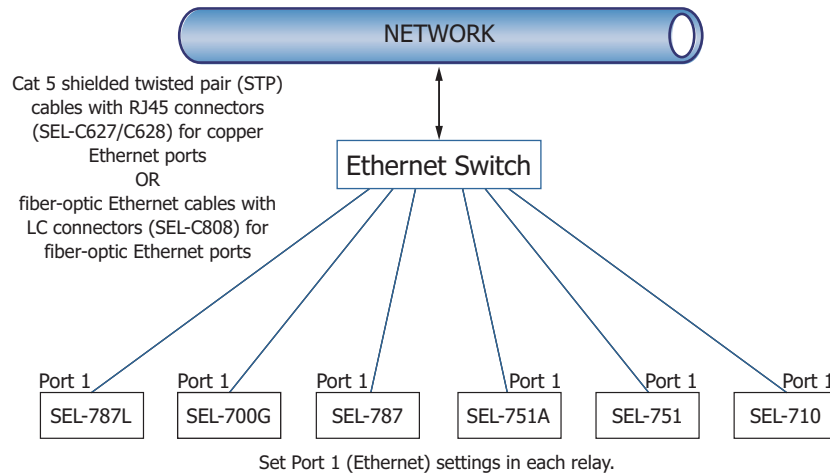 NETWORK
Cat 5 shielded twisted pair (STP)
cables with RJ45 connectors
(SEL-C627/C628) for copper
Ethernet ports
OR
fiber-optic Ethernet cables with
LC connectors (SEL-C808) for
fiber-optic Ethernet ports
Ethernet Switch
Port 1 Port 1 Port 1 Port 1 Port 1 Port 1
SEL-787L SEL-700G SEL-787 SEL-751A SEL-751 SEL-710
Set Port 1 (Ethernet) settings in each relay.